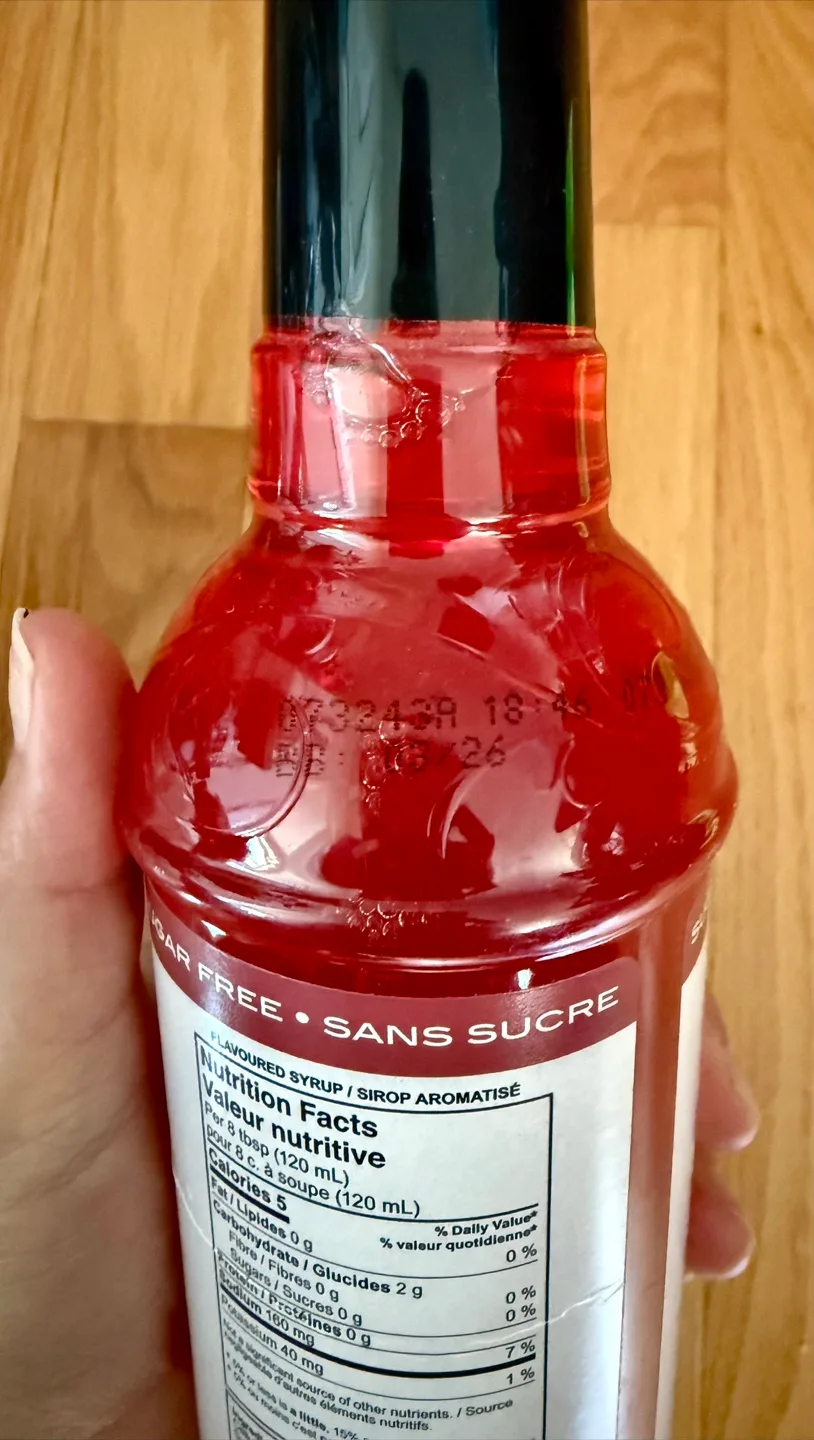 18:46
/26
FREE • SANS SUCRE
FLAVOURED SYRUP / SIROP AROMATISÉ
Nutrition Facts
Valeur nutritive
Per 8 tbsp (120 mL)
pour 8 c. à soupe (120 mL)
Calories 5
% Daily Value*
% valeur quotidienne*
Fat / Lipides 0 g 0 %
Carbohydrate / Glucides 2 g
Fibre / Fibres 0 g 0 %
Sugars / Sucres 0 g 0 %
Protein / Protéines 0 g
Sodium 160 mg 7 %
Potassium 40 mg 1 %
Not a significant source of other nutrients. / Source
négligeable d'autres éléments nutritifs.